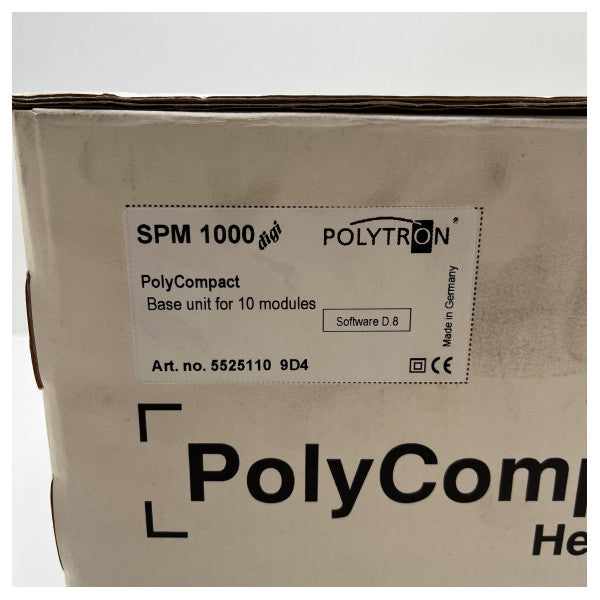 SPM 1000 digi
POLYTRON®
PolyCompact
Base unit for 10 modules
Software D.8
Made in Germany
Art. no. 5525110 9D4
CE
PolyComp
He